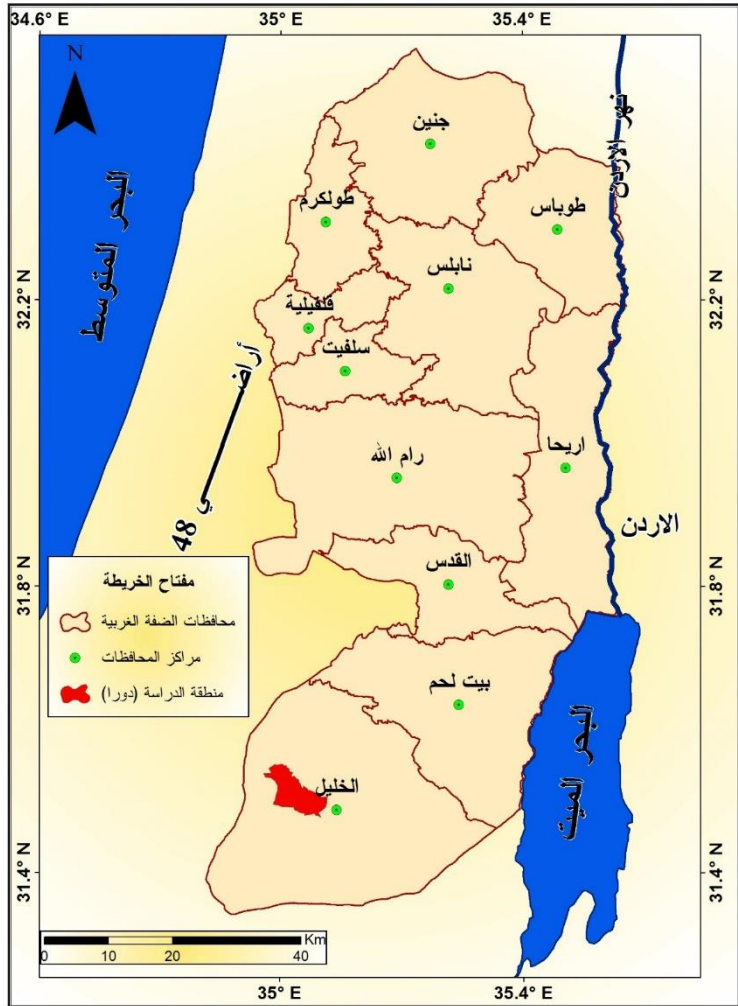 34.6° E
35° E
35.4° E
N
جنين
نهر الاردن
طوباس
طولكرم
البحر المتوسط
نابلس
32.2° N
32.2° N
قلقيلية
سلفيت
أراضـــي 48
اريحا
رام الله
الاردن
القدس
31.8° N
31.8° N
مفتاح الخريطة
محافظات الضفة الغربية
مراكز المحافظات
منطقة الدراسة (دورا)
بيت لحم
البحر الميت
الخليل
31.4° N
31.4° N
Km
0 10 20 40
35° E
35.4° E